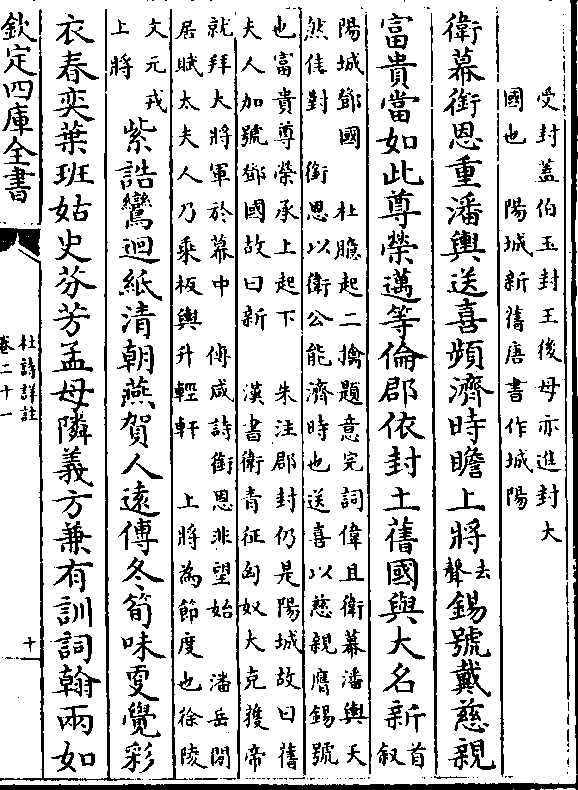 受封蓋伯玉封王後母亦進封大
國也　陽城新舊唐書作城陽
衛幕銜恩重潘輿送喜頻濟時瞻上將去聲錫號戴慈親
富貴當如此尊榮邁等倫郡依封土舊國與大名新首叙
陽城鄧國　杜臆起二擒題意完詞偉且衛幕潘輿天
然佳對　銜恩以衛公能濟時也送喜以慈親膺錫號
也富貴尊榮承上起下　朱注郡封仍是陽城故曰舊
夫人加號鄧國故曰新　漢書衛青征匈奴大克獲帝
就拜大將軍於幕中　傅咸詩銜恩非望始　潘岳閒
居賦太夫人乃乘板輿升輕軒　上將為節度也徐陵
文元戎
上將
紫誥鸞迴紙清朝燕賀人遠傳冬筍味更覺彩
衣春奕葉班姑史芬芳孟母隣義方兼有訓詞翰兩如
欽定四庫全書
杜詩詳註
卷二十一
十